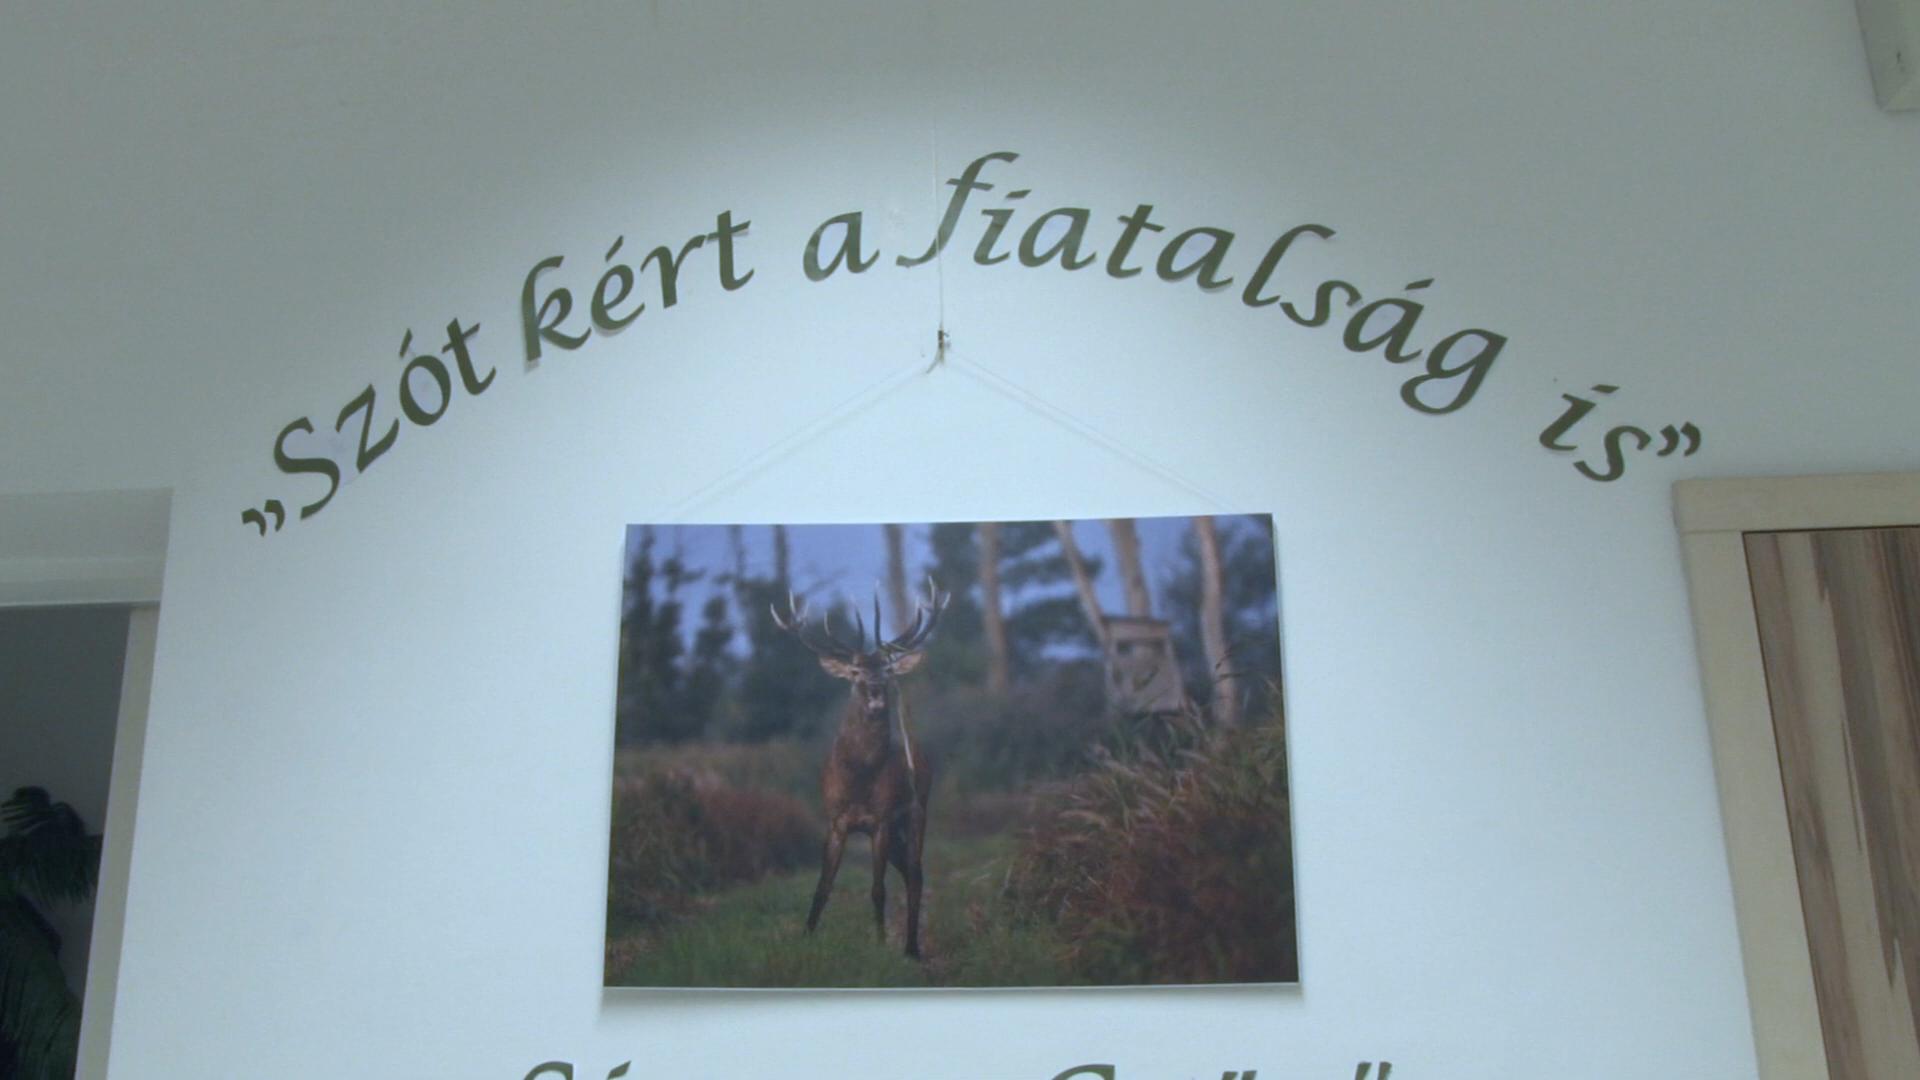 „Szót kért a fiatalság is”